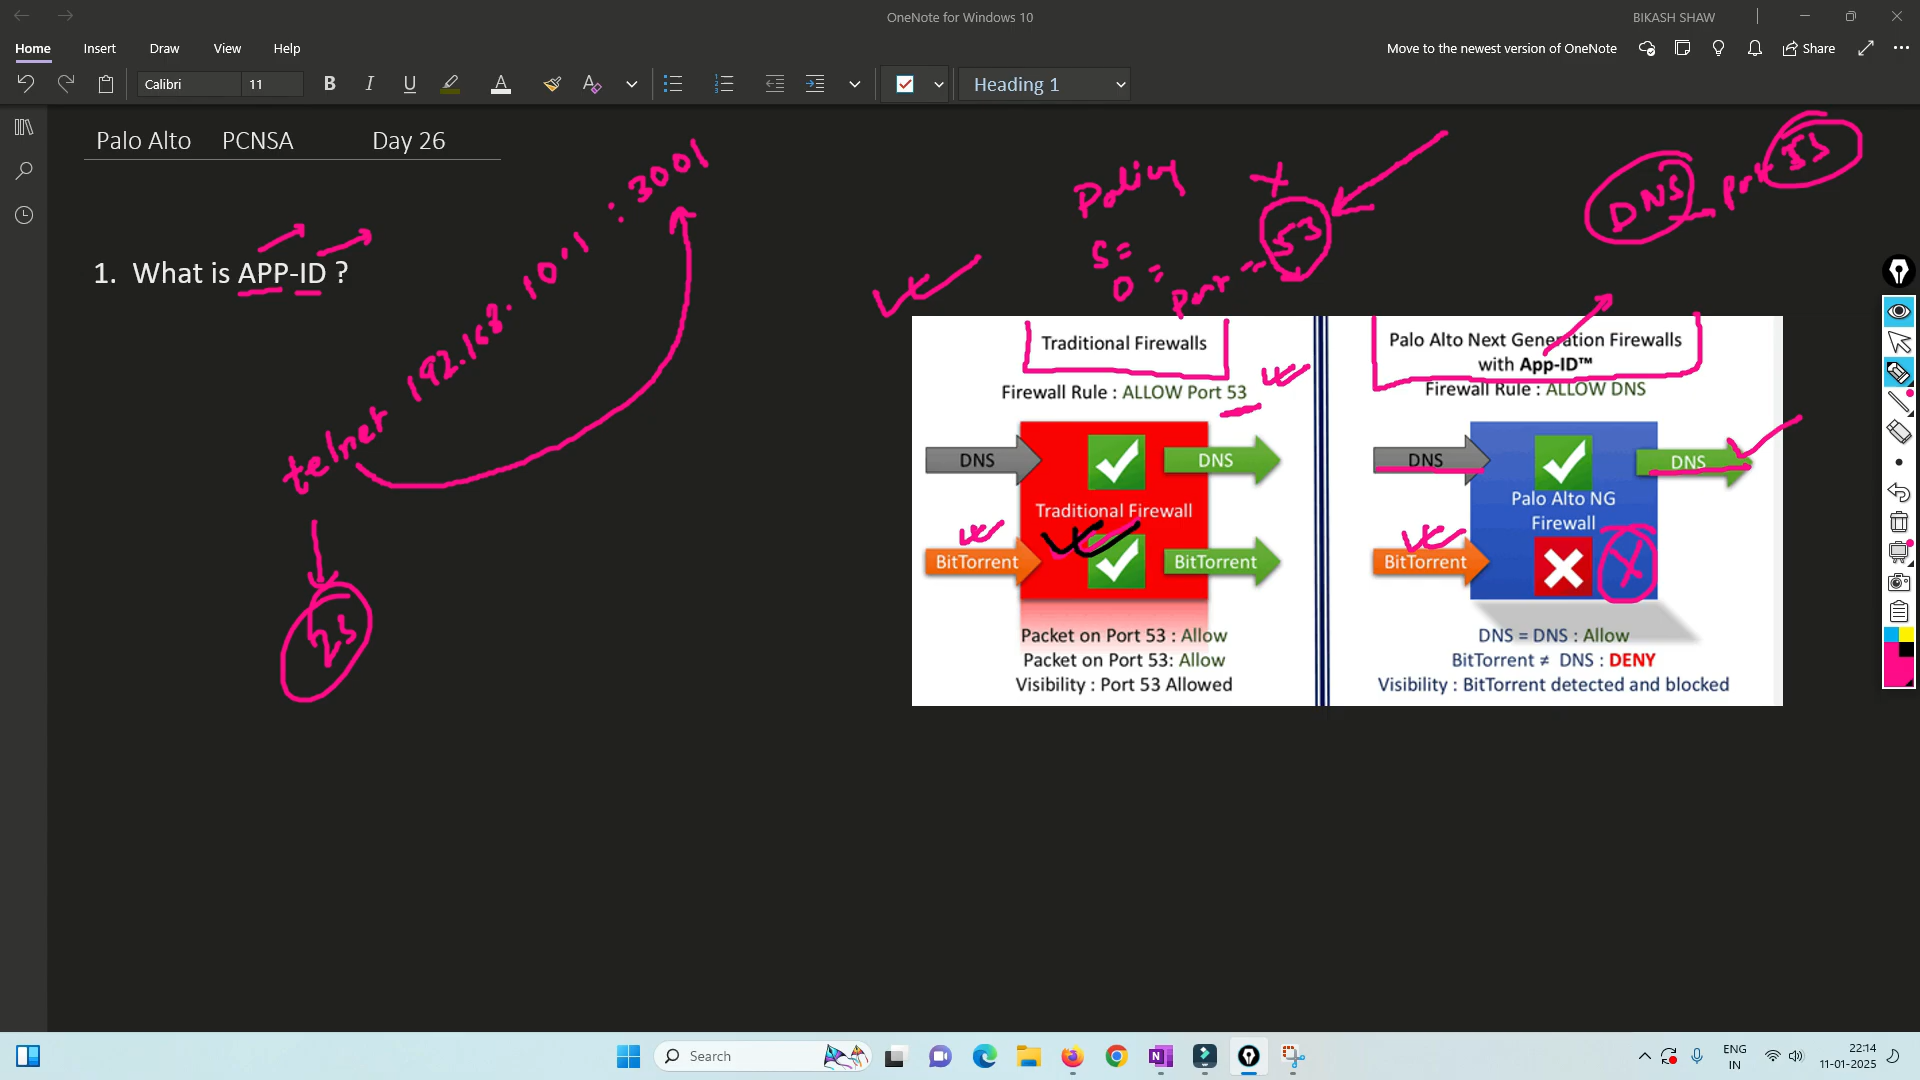 OneNote for Windows 10
BIKASH SHAW
Home Insert Draw View Help
Move to the newest version of OneNote
Share
Calibri 11 B I U A A Heading 1
Palo Alto PCNSA Day 26
1. What is APP-ID ?
telnet 192.168.10.1 : 3001
23
Policy
S =
D =
Port 53
DNS port 53
Traditional Firewalls
Firewall Rule : ALLOW Port 53
DNS
DNS
Traditional Firewall
BitTorrent
BitTorrent
Packet on Port 53 : Allow
Packet on Port 53: Allow
Visibility : Port 53 Allowed
Palo Alto Next Generation Firewalls
with App-ID™
Firewall Rule : ALLOW DNS
DNS
DNS
Palo Alto NG
Firewall
BitTorrent
DNS = DNS : Allow
BitTorrent ≠ DNS : DENY
Visibility : BitTorrent detected and blocked
Search
ENG
IN
22:14
11-01-2025